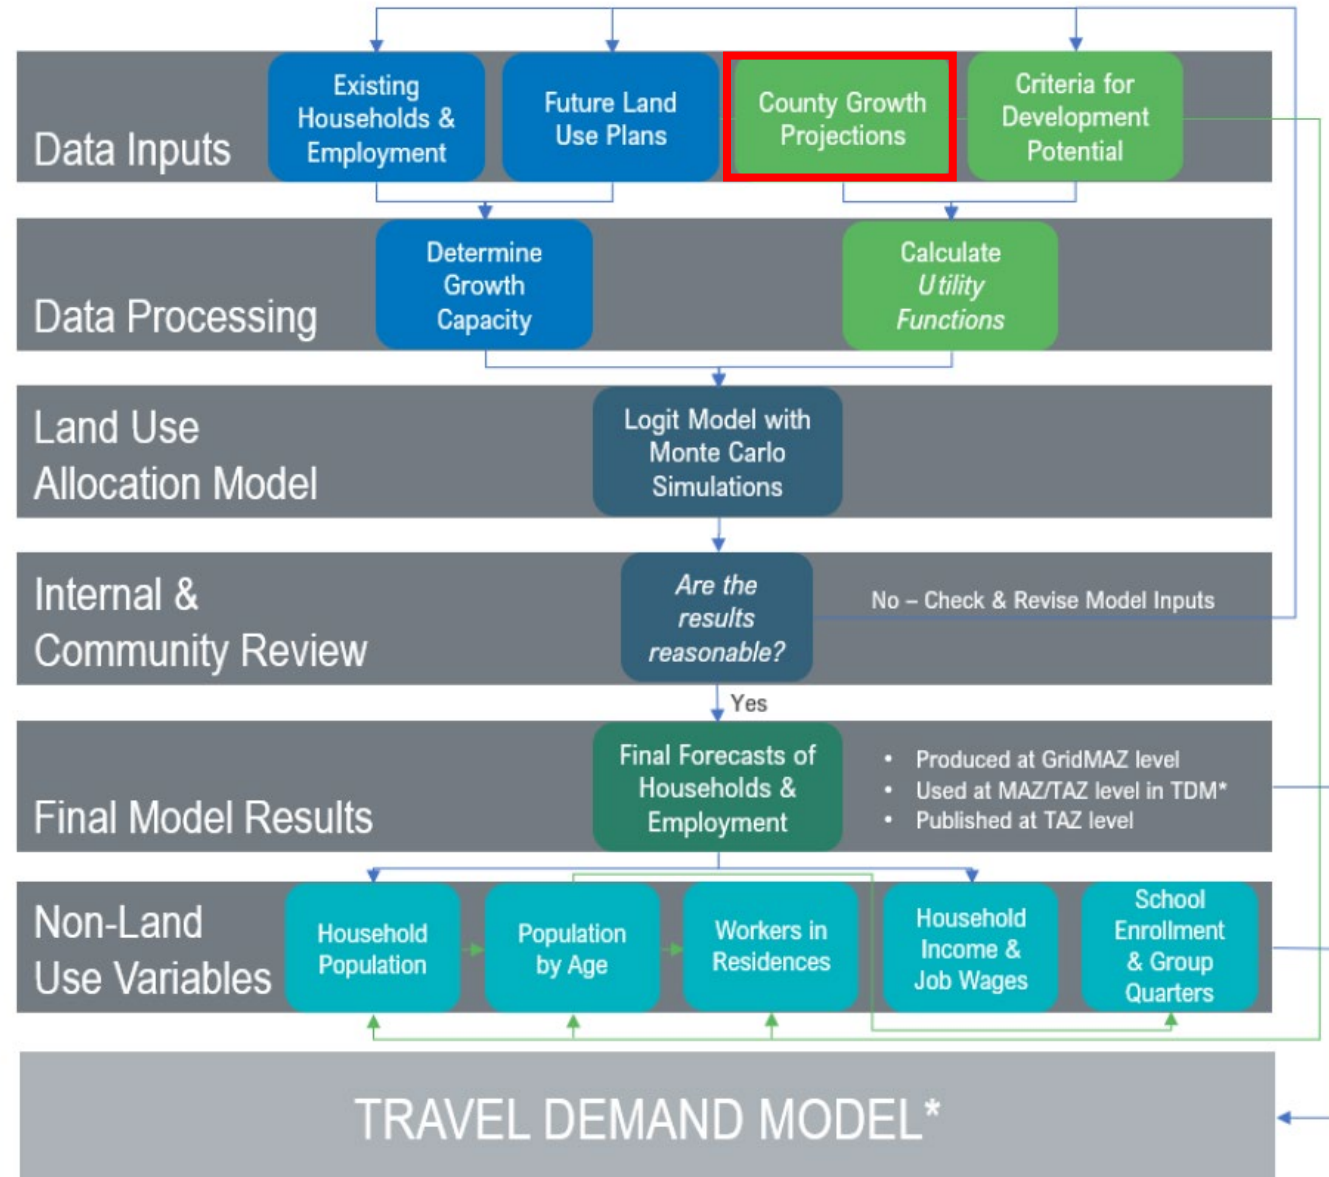 Data Inputs
Existing
Households &
Employment
Future Land
Use Plans
County Growth
Projections
Criteria for
Development
Potential
Data Processing
Determine
Growth
Capacity
Calculate
Utility
Functions
Land Use
Allocation Model
Logit Model with
Monte Carlo
Simulations
Internal &
Community Review
Are the
results
reasonable?
No – Check & Revise Model Inputs
Yes
Final Model Results
Final Forecasts of
Households &
Employment
• Produced at GridMAZ level
• Used at MAZ/TAZ level in TDM*
• Published at TAZ level
Non-Land
Use Variables
Household
Population
Population
by Age
Workers in
Residences
Household
Income &
Job Wages
School
Enrollment
& Group
Quarters
TRAVEL DEMAND MODEL*